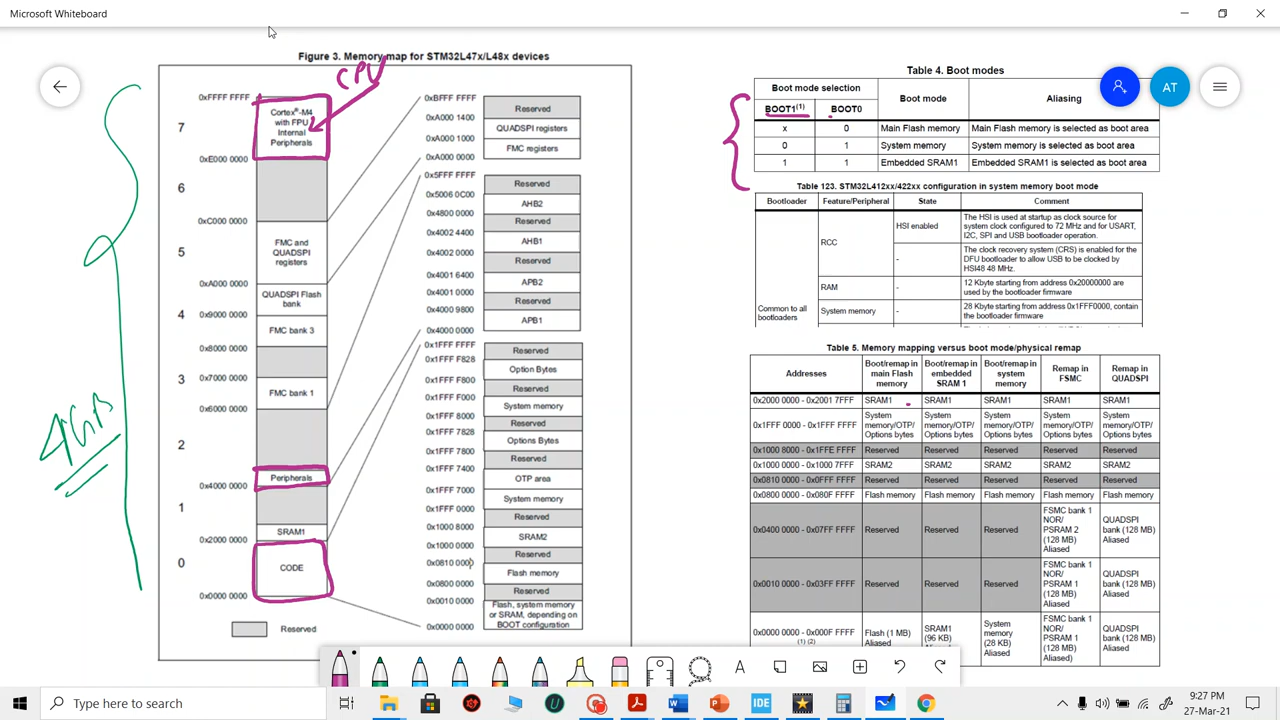 Microsoft Whiteboard
Figure 3. Memory map for STM32L47x/L48x devices
CPU
4GB
0xFFFF FFFF
7
Cortex®-M4
with FPU
Internal
Peripherals
0xE000 0000
6
0xC000 0000
5
FMC and
QUADSPI
registers
0xA000 0000
QUADSPI Flash
bank
4
0x9000 0000
FMC bank 3
0x8000 0000
3
0x7000 0000
FMC bank 1
0x6000 0000
2
Peripherals
0x4000 0000
1
SRAM1
0x2000 0000
0
CODE
0x0000 0000
Reserved
0xBFFF FFFF
Reserved
0xA000 1400
QUADSPI registers
0xA000 1000
FMC registers
0xA000 0000
0x5FFF FFFF
Reserved
0x5006 0C00
AHB2
0x4800 0000
Reserved
0x4002 4400
AHB1
0x4002 0000
Reserved
0x4001 6400
APB2
0x4001 0000
Reserved
0x4000 9800
APB1
0x4000 0000
0x1FFF FFFF
Reserved
0x1FFF F828
Option Bytes
0x1FFF F800
Reserved
0x1FFF F000
System memory
0x1FFF 8000
Reserved
0x1FFF 7828
Options Bytes
0x1FFF 7800
Reserved
0x1FFF 7400
OTP area
0x1FFF 7000
System memory
0x1FFF 0000
Reserved
0x1000 8000
SRAM2
0x1000 0000
Reserved
0x0810 0000
Flash memory
0x0800 0000
Reserved
0x0010 0000
Flash, system memory
or SRAM, depending on
BOOT configuration
0x0000 0000
Table 4. Boot modes
Boot mode selection Boot mode Aliasing
BOOT1(1) BOOT0
x 0 Main Flash memory Main Flash memory is selected as boot area
0 1 System memory System memory is selected as boot area
1 1 Embedded SRAM1 Embedded SRAM1 is selected as boot area
AT
Table 123. STM32L412xx/422xx configuration in system memory boot mode
Bootloader Feature/Peripheral State Comment
Common to all
bootloaders
RCC
HSI enabled
The HSI is used at startup as clock source for
system clock configured to 72 MHz and for USART,
I2C, SPI and USB bootloader operation.
-
The clock recovery system (CRS) is enabled for the
DFU bootloader to allow USB to be clocked by
HSI48 48 MHz.
RAM
-
12 Kbyte starting from address 0x20000000 are
used by the bootloader firmware
System memory
-
28 Kbyte starting from address 0x1FFF0000, contain
the bootloader firmware
Table 5. Memory mapping versus boot mode/physical remap
Addresses
Boot/remap in
main Flash
memory
Boot/remap in
embedded
SRAM 1
Boot/remap in
system
memory
Remap in
FSMC
Remap in
QUADSPI
0x2000 0000 - 0x2001 7FFF SRAM1 SRAM1 SRAM1 SRAM1 SRAM1
0x1FFF 0000 - 0x1FFF FFFF
System System System System System
memory/OTP/ memory/OTP/ memory/OTP/ memory/OTP/ memory/OTP/
Options bytes Options bytes Options bytes Options bytes Options bytes
0x1000 8000 - 0x1FFE FFFF Reserved Reserved Reserved Reserved Reserved
0x1000 0000 - 0x1000 7FFF SRAM2 SRAM2 SRAM2 SRAM2 SRAM2
0x0810 0000 - 0x0FFF FFFF Reserved Reserved Reserved Reserved Reserved
0x0800 0000 - 0x080F FFFF Flash memory Flash memory Flash memory Flash memory Flash memory
0x0400 0000 - 0x07FF FFFF Reserved Reserved Reserved
FSMC bank 1
NOR/
PSRAM 2
(128 MB)
Aliased
QUADSPI
bank (128 MB)
Aliased
0x0010 0000 - 0x03FF FFFF Reserved Reserved Reserved
FSMC bank 1
NOR/
PSRAM 1
(128 MB)
Aliased
QUADSPI
bank (128 MB)
Aliased
0x0000 0000 - 0x000F FFFF
(1) (2)
Flash (1 MB)
Aliased
SRAM1
(96 KB)
Aliased
System
memory
(28 KB)
Aliased
FSMC bank 1
NOR/
PSRAM 1
(128 MB)
Aliased)
QUADSPI
bank (128 MB)
Aliased
A
Type here to search
IDE
9:27 PM
27-Mar-21